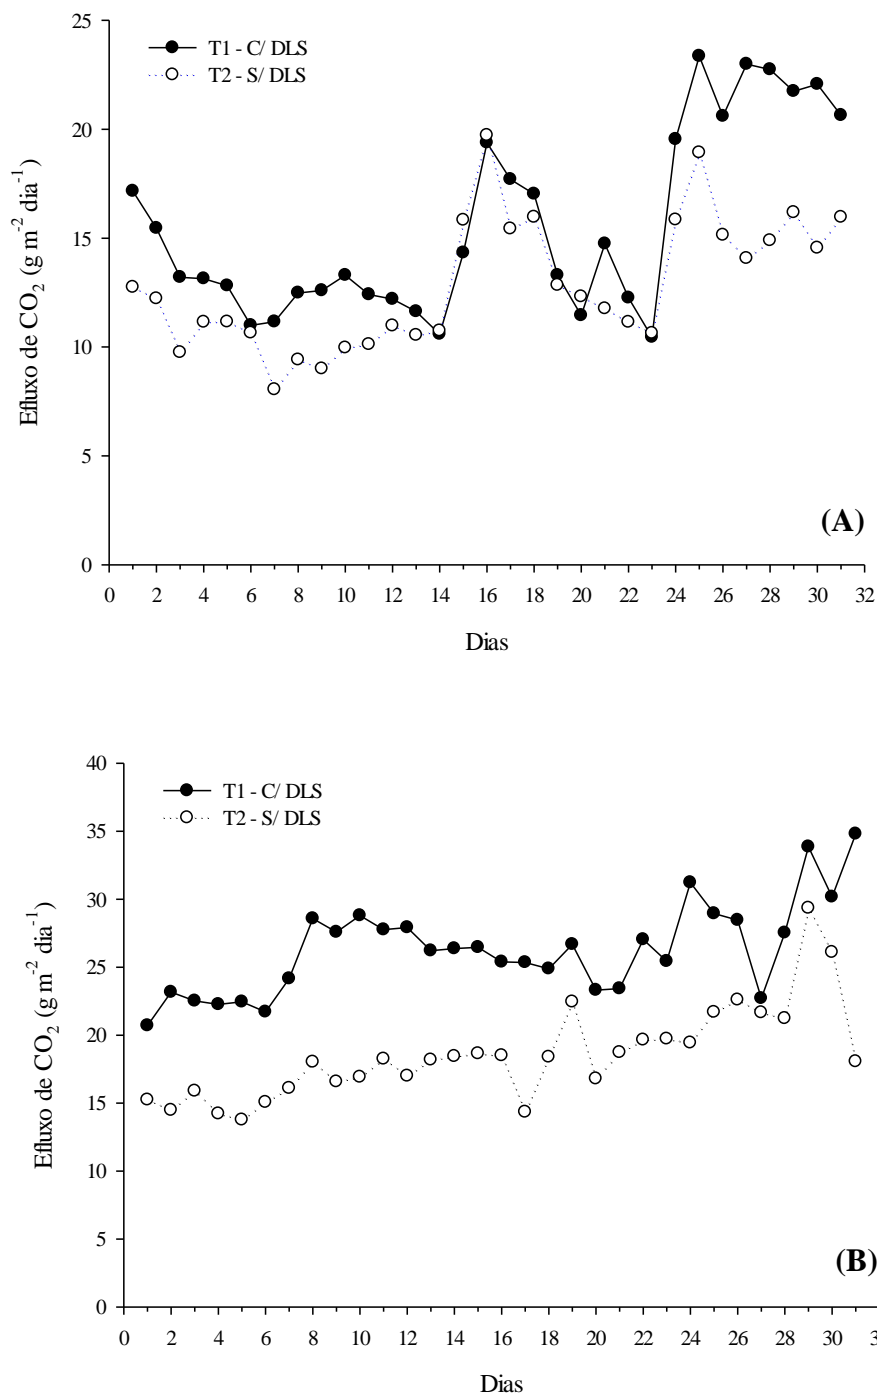 25
T1 - C/ DLS
T2 - S/ DLS
20
15
10
5
0
Efluxo de CO₂ (g m⁻² dia⁻¹)
(A)
0 2 4 6 8 10 12 14 16 18 20 22 24 26 28 30 32
Dias
40
T1 - C/ DLS
T2 - S/ DLS
35
30
25
20
15
10
5
0
Efluxo de CO₂ (g m⁻² dia⁻¹)
(B)
0 2 4 6 8 10 12 14 16 18 20 22 24 26 28 30 3
Dias